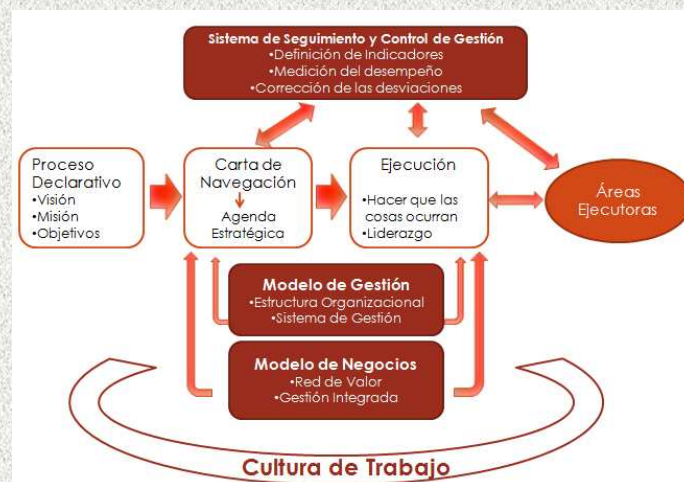 Sistema de Seguimiento y Control de Gestión
•Definición de Indicadores
•Medición del desempeño
•Corrección de las desviaciones
Proceso
Declarativo
•Visión
•Misión
•Objetivos
Carta de
Navegación
Agenda
Estratégica
Ejecución
•Hacer que las
cosas ocurran
•Liderazgo
Áreas
Ejecutoras
Modelo de Gestión
•Estructura Organizacional
•Sistema de Gestión
Modelo de Negocios
•Red de Valor
•Gestión Integrada
Cultura de Trabajo